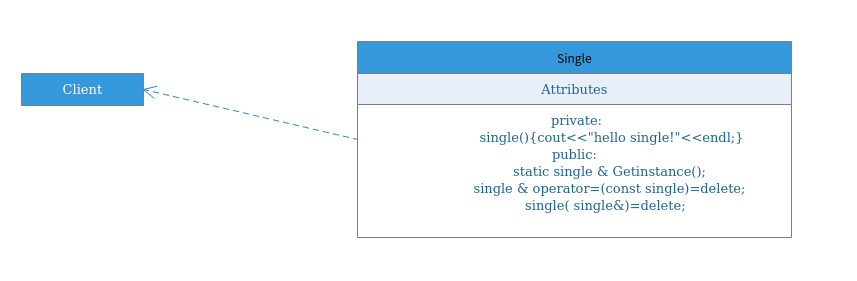 Single
Client
Attributes
private:
single(){cout<<"hello single!"<<endl;}
public:
static single & Getinstance();
single & operator=(const single)=delete;
single( single&)=delete;